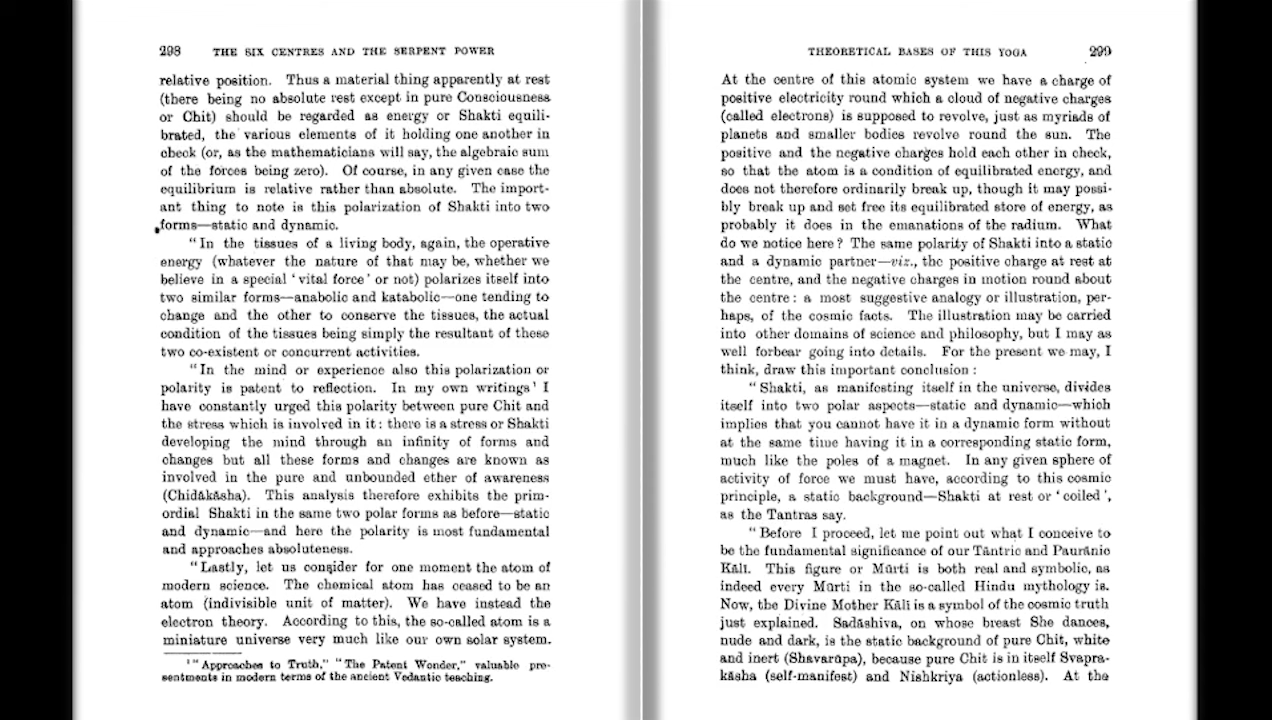 298 THE SIX CENTRES AND THE SERPENT POWER
relative position. Thus a material thing apparently at rest
(there being no absolute rest except in pure Consciousness
or Chit) should be regarded as energy or Shakti equili-
brated, the various elements of it holding one another in
check (or, as the mathematicians will say, the algebraic sum
of the forces being zero). Of course, in any given case the
equilibrium is relative rather than absolute. The import-
ant thing to note is this polarization of Shakti into two
forms—static and dynamic.
"In the tissues of a living body, again, the operative
energy (whatever the nature of that may be, whether we
believe in a special 'vital force' or not) polarizes itself into
two similar forms—anabolic and katabolic—one tending to
change and the other to conserve the tissues, the actual
condition of the tissues being simply the resultant of these
two co-existent or concurrent activities.
"In the mind or experience also this polarization or
polarity is patent to reflection. In my own writings¹ I
have constantly urged this polarity between pure Chit and
the stress which is involved in it: there is a stress or Shakti
developing the mind through an infinity of forms and
changes but all these forms and changes are known as
involved in the pure and unbounded ether of awareness
(Chidākāsha). This analysis therefore exhibits the prim-
ordial Shakti in the same two polar forms as before—static
and dynamic—and here the polarity is most fundamental
and approaches absoluteness.
"Lastly, let us consider for one moment the atom of
modern science. The chemical atom has ceased to be an
atom (indivisible unit of matter). We have instead the
electron theory. According to this, the so-called atom is a
miniature universe very much like our own solar system.
¹ "Approaches to Truth," "The Patent Wonder," valuable pre-
sentments in modern terms of the ancient Vedantic teaching.
THEORETICAL BASES OF THIS YOGA 299
At the centre of this atomic system we have a charge of
positive electricity round which a cloud of negative charges
(called electrons) is supposed to revolve, just as myriads of
planets and smaller bodies revolve round the sun. The
positive and the negative charges hold each other in check,
so that the atom is a condition of equilibrated energy, and
does not therefore ordinarily break up, though it may possi-
bly break up and set free its equilibrated store of energy, as
probably it does in the emanations of the radium. What
do we notice here? The same polarity of Shakti into a static
and a dynamic partner—viz., the positive charge at rest at
the centre, and the negative charges in motion round about
the centre: a most suggestive analogy or illustration, per-
haps, of the cosmic facts. The illustration may be carried
into other domains of science and philosophy, but I may as
well forbear going into details. For the present we may, I
think, draw this important conclusion:
"Shakti, as manifesting itself in the universe, divides
itself into two polar aspects—static and dynamic—which
implies that you cannot have it in a dynamic form without
at the same time having it in a corresponding static form,
much like the poles of a magnet. In any given sphere of
activity of force we must have, according to this cosmic
principle, a static background—Shakti at rest or 'coiled',
as the Tantras say.
"Before I proceed, let me point out what I conceive to
be the fundamental significance of our Tāntric and Paurānic
Kālī. This figure or Mūrti is both real and symbolic, as
indeed every Mūrti in the so-called Hindu mythology is.
Now, the Divine Mother Kālī is a symbol of the cosmic truth
just explained. Sadāshiva, on whose breast She dances,
nude and dark, is the static background of pure Chit, white
and inert (Shavarūpa), because pure Chit is in itself Svapra-
kāsha (self-manifest) and Nishkriya (actionless). At the